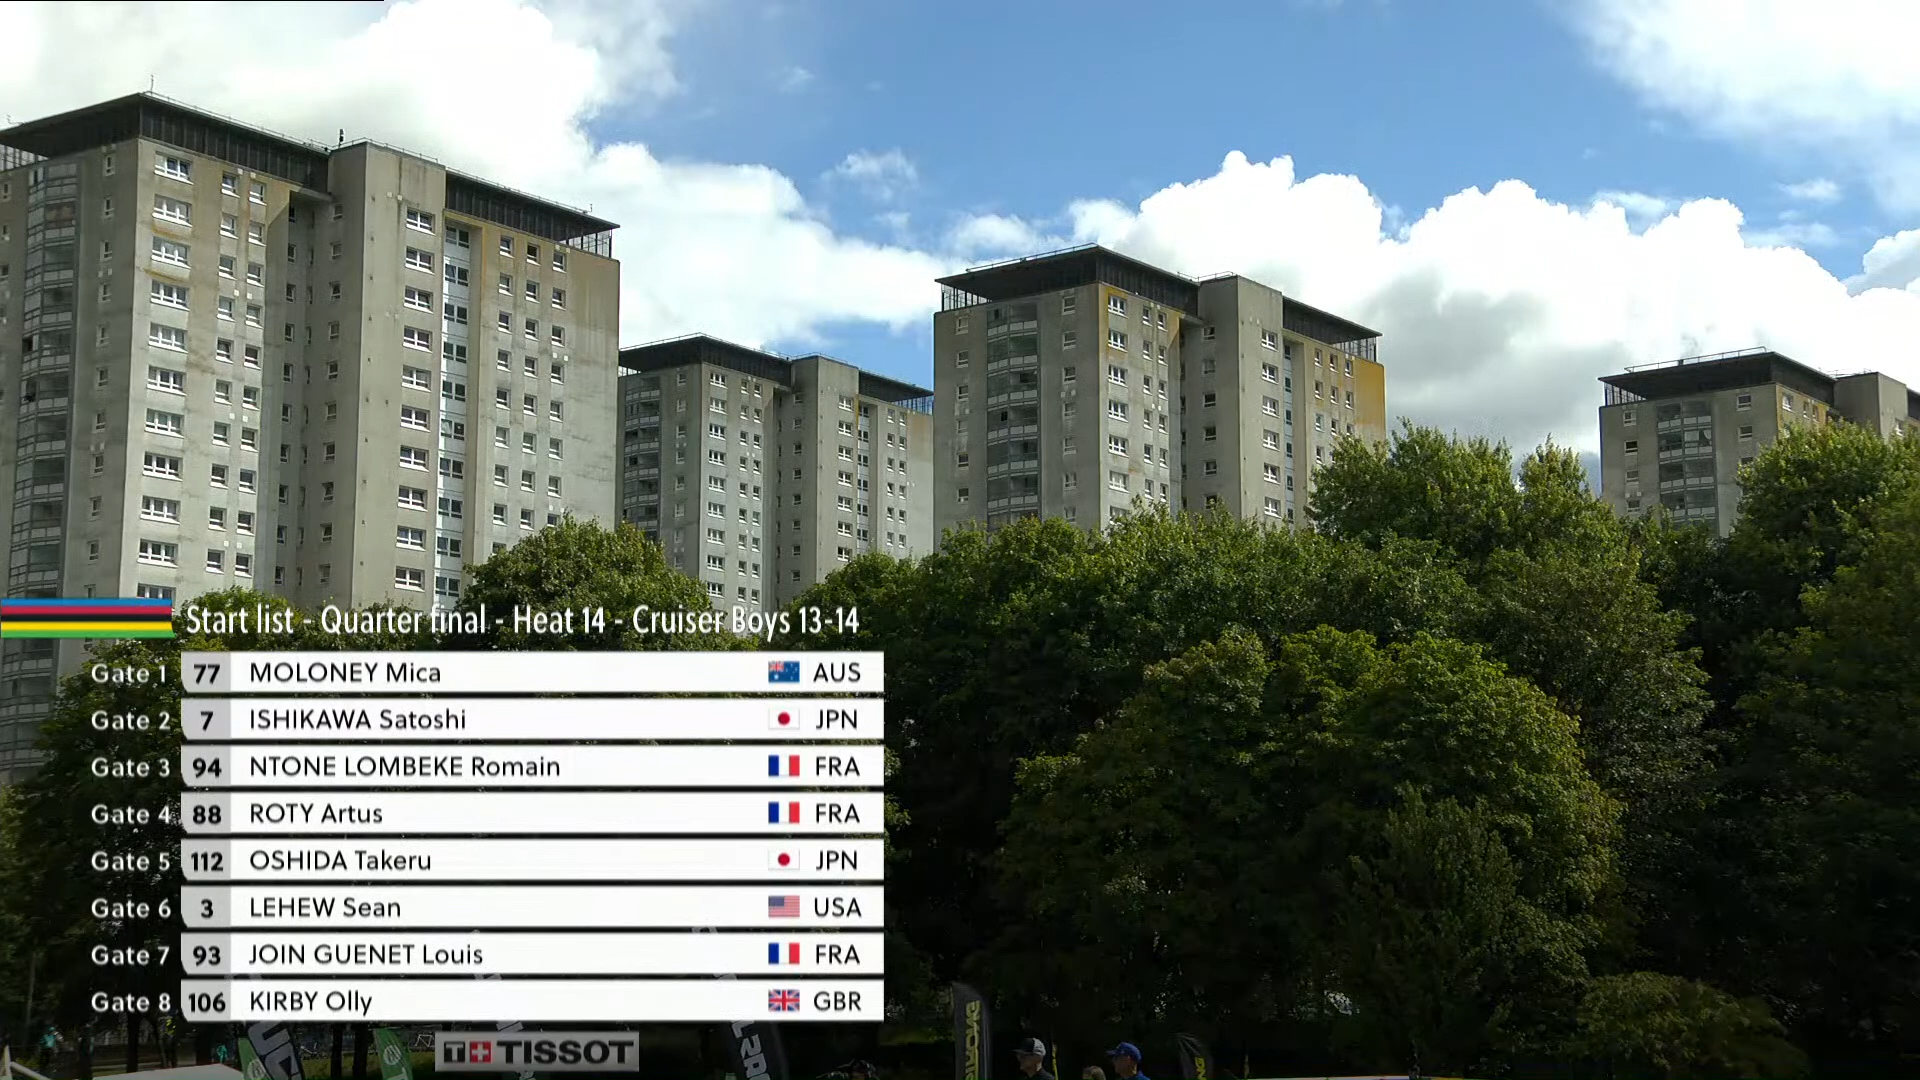 Start list - Quarter final - Heat 14 - Cruiser Boys 13-14
Gate 1 77 MOLONEY Mica AUS
Gate 2 7 ISHIKAWA Satoshi JPN
Gate 3 94 NTONE LOMBEKE Romain FRA
Gate 4 88 ROTY Artus FRA
Gate 5 112 OSHIDA Takeru JPN
Gate 6 3 LEHEW Sean USA
Gate 7 93 JOIN GUENET Louis FRA
Gate 8 106 KIRBY Olly GBR
TISSOT